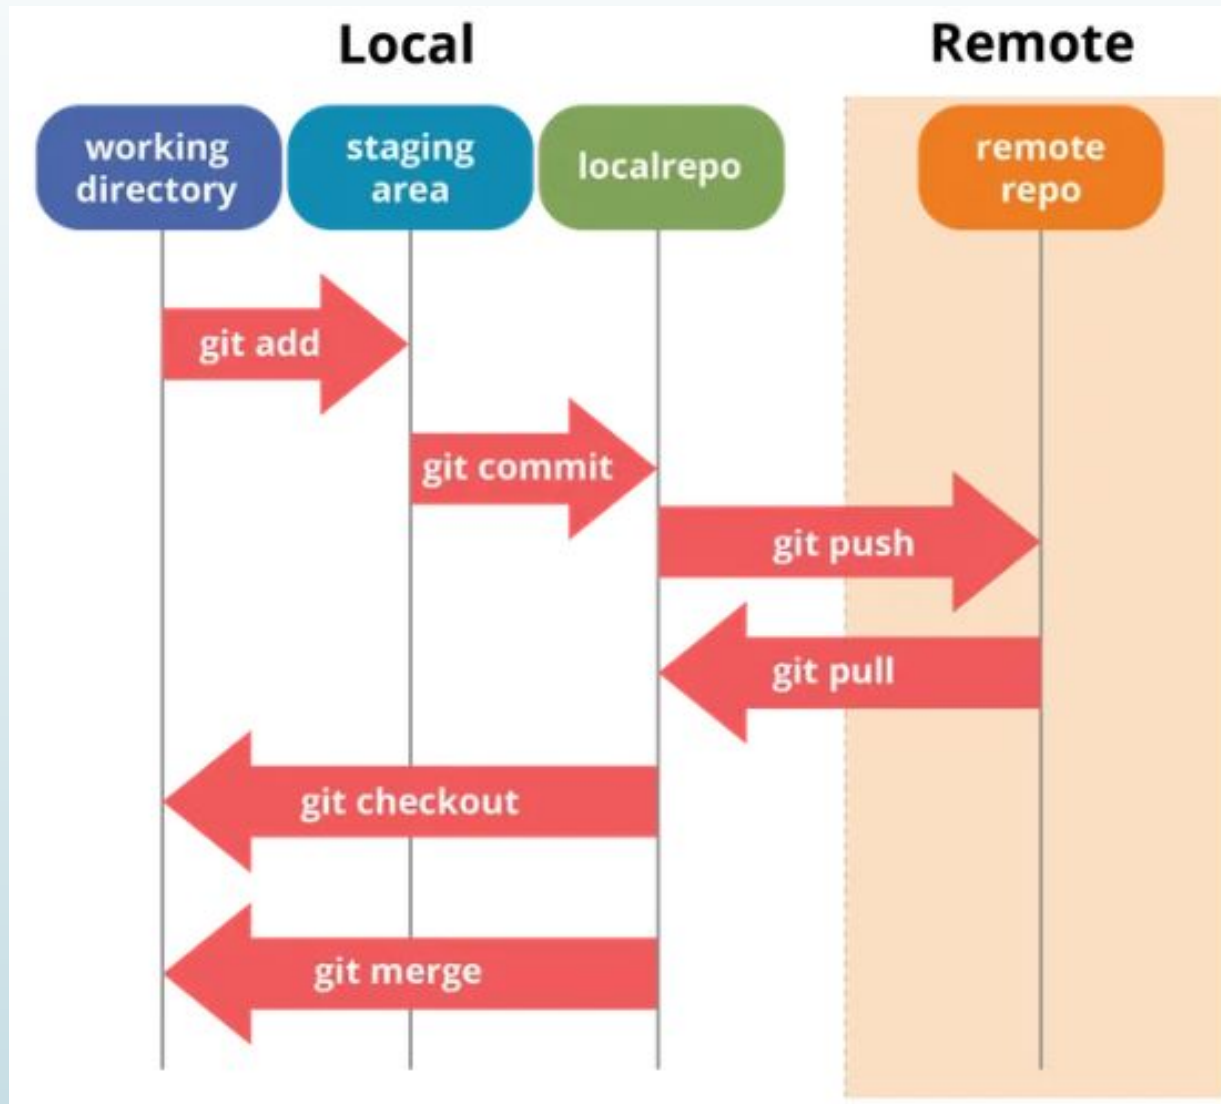 Local
Remote
working
directory
staging
area
localrepo
remote
repo
git add
git commit
git push
git pull
git checkout
git merge